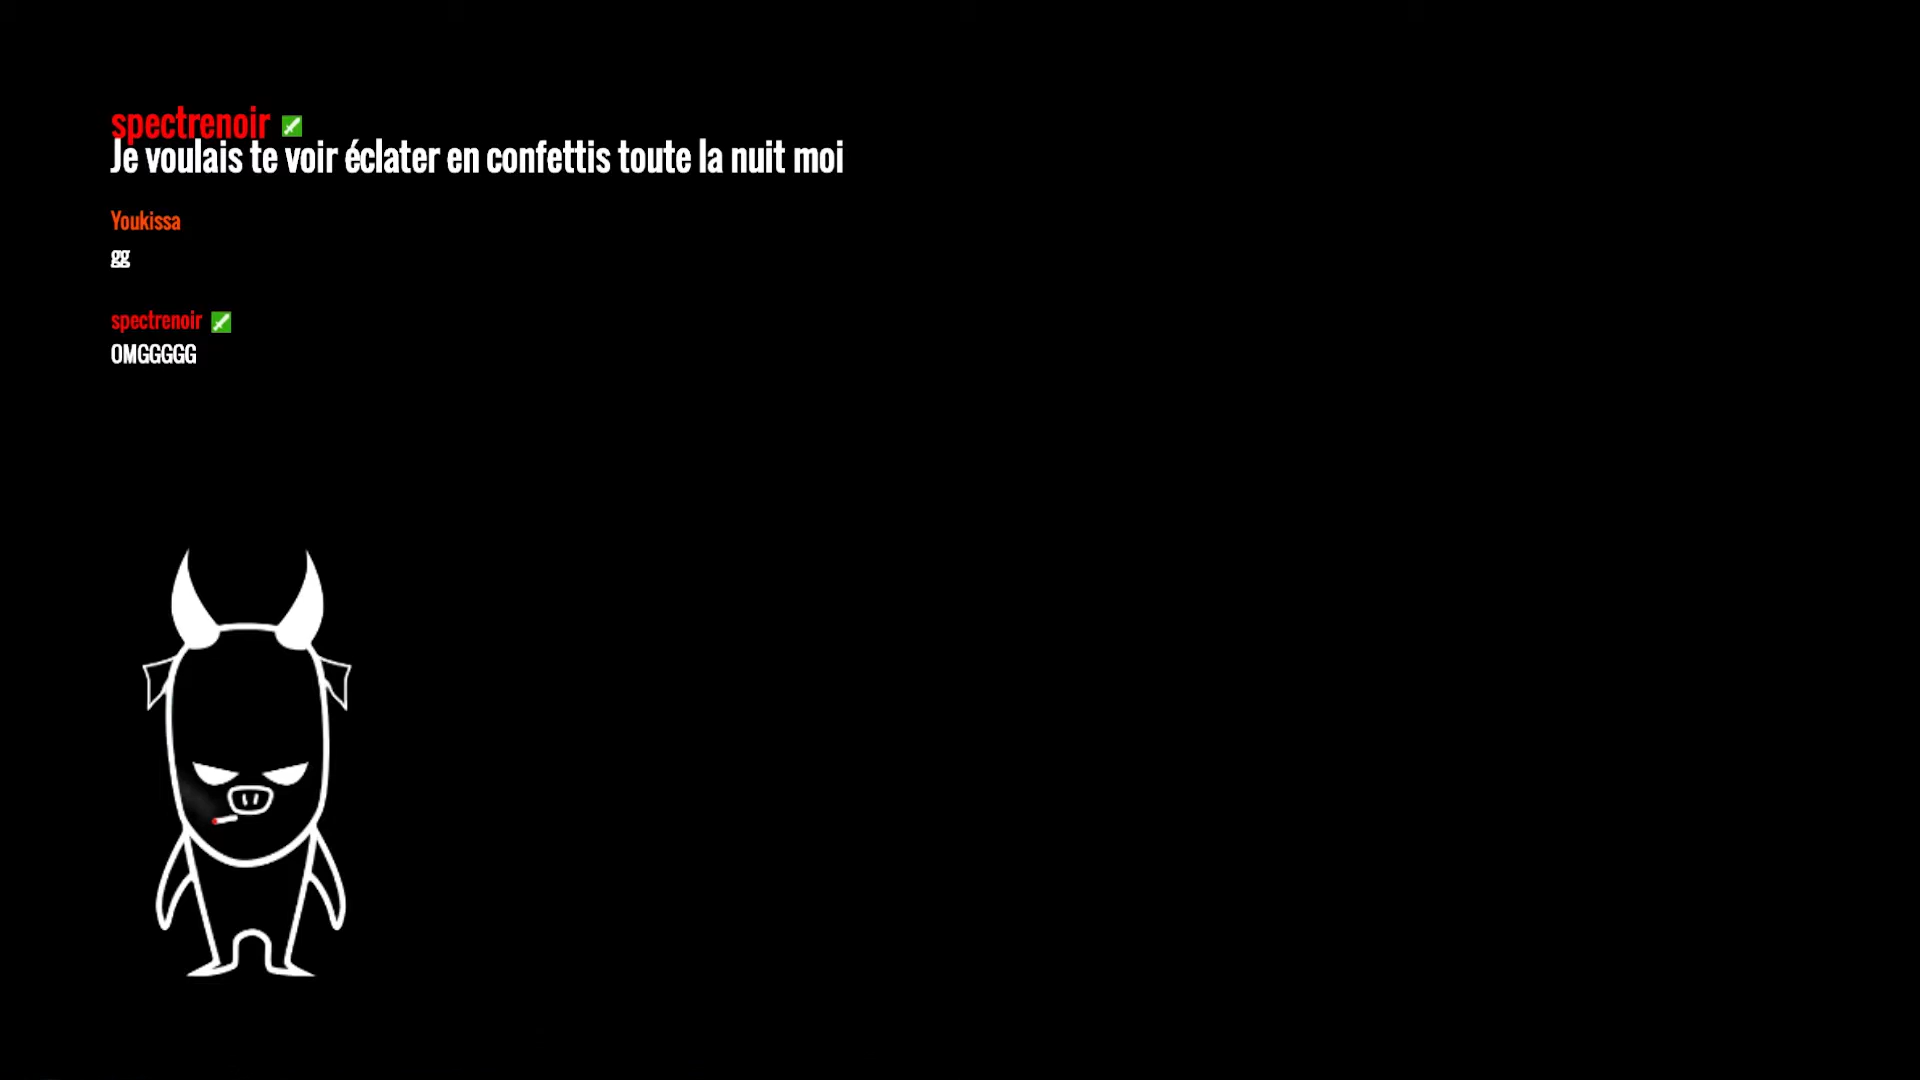 spectrenoir
Je voulais te voir éclater en confettis toute la nuit moi
Youkissa
gg
spectrenoir
OMGGGGG